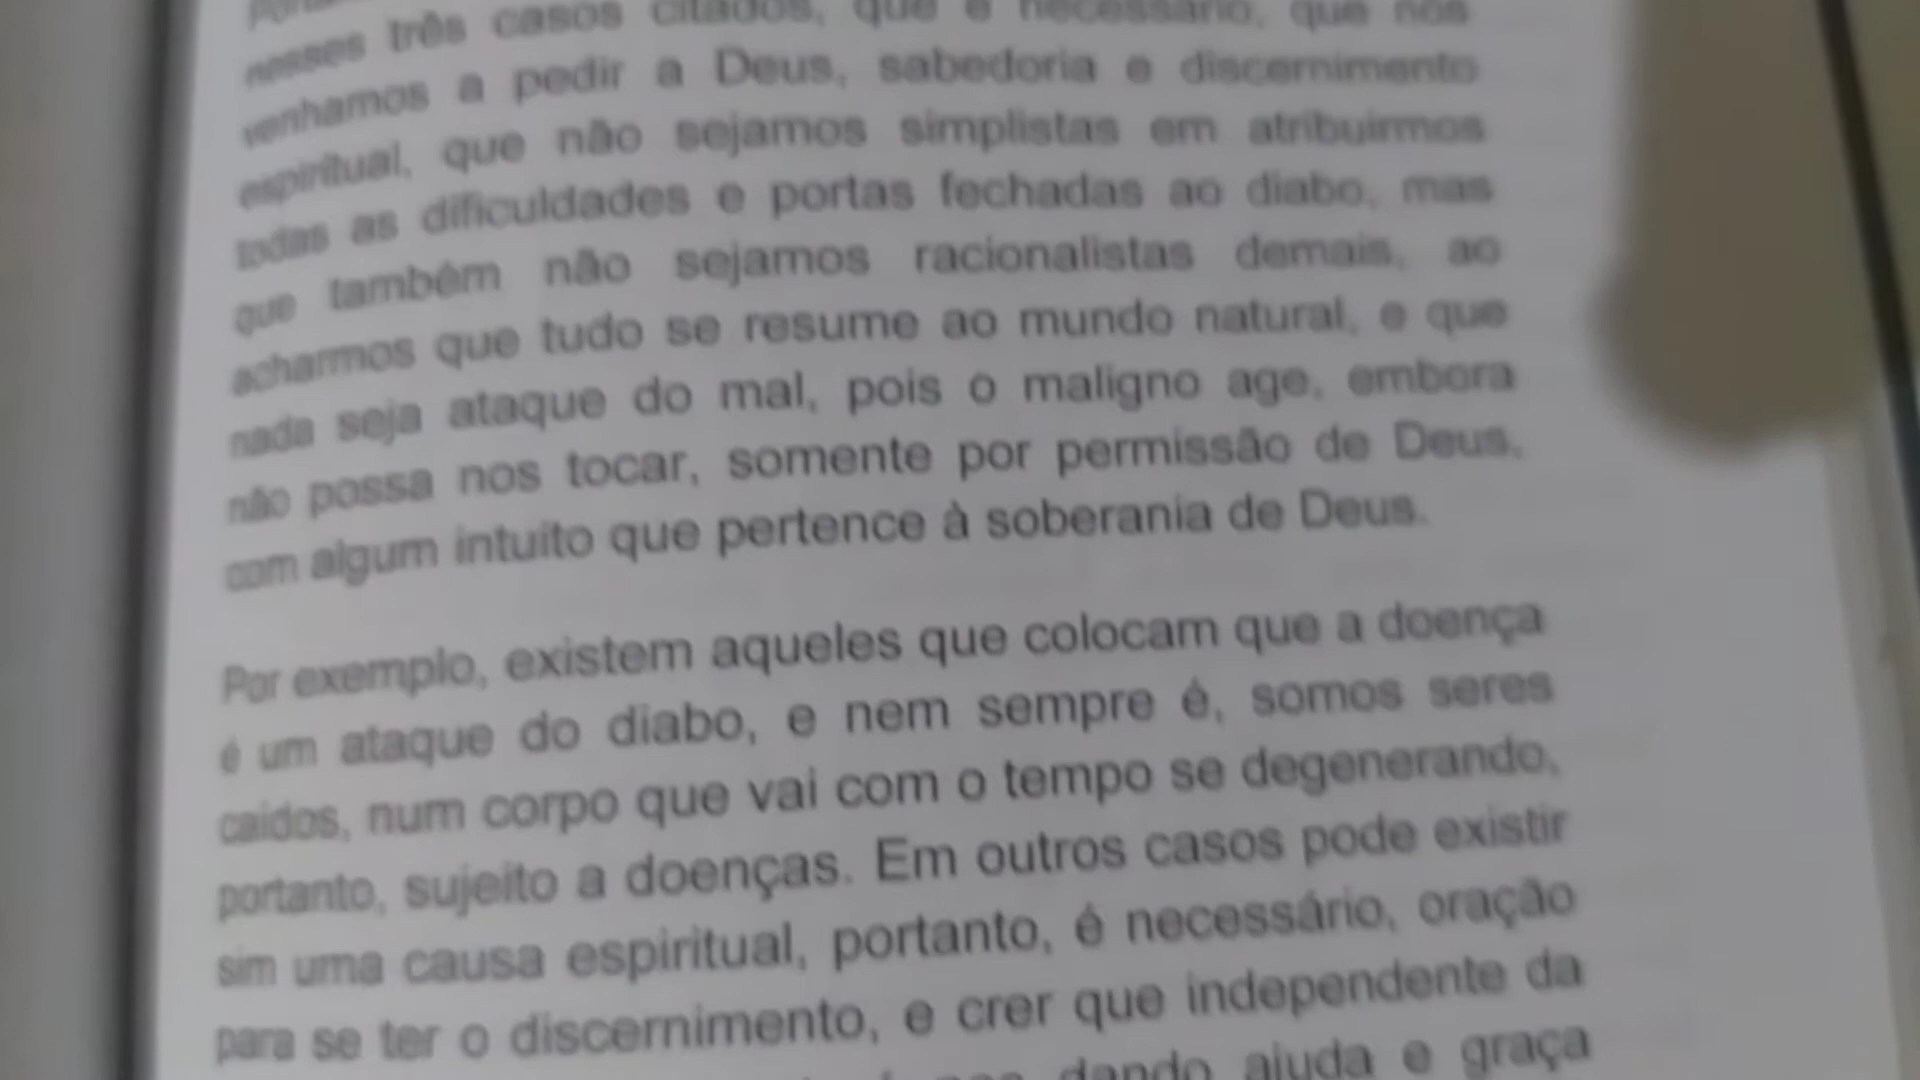 nesses três casos citados, que é necessário, que nós
venhamos a pedir a Deus, sabedoria e discernimento
espiritual, que não sejamos simplistas em atribuirmos
todas as dificuldades e portas fechadas ao diabo, mas
que também não sejamos racionalistas demais, ao
acharmos que tudo se resume ao mundo natural, e que
nada seja ataque do mal, pois o maligno age, embora
não possa nos tocar, somente por permissão de Deus,
com algum intuito que pertence à soberania de Deus.
Por exemplo, existem aqueles que colocam que a doença
é um ataque do diabo, e nem sempre é, somos seres
caídos, num corpo que vai com o tempo se degenerando,
portanto, sujeito a doenças. Em outros casos pode existir
sim uma causa espiritual, portanto, é necessário, oração
para se ter o discernimento, e crer que independente da
dando ajuda e graça